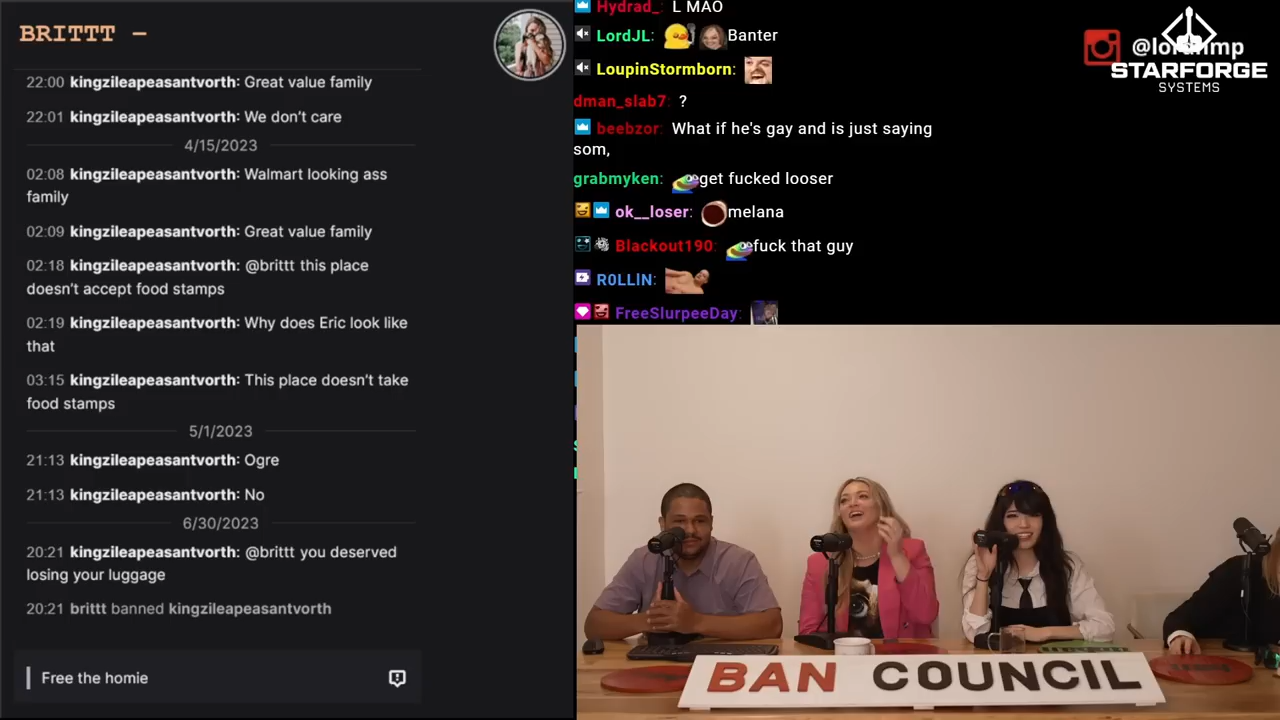 BRITTT –
22:00 kingzileapeasantvorth: Great value family
22:01 kingzileapeasantvorth: We don't care
4/15/2023
02:08 kingzileapeasantvorth: Walmart looking ass
family
02:09 kingzileapeasantvorth: Great value family
02:18 kingzileapeasantvorth: @brittt this place
doesn't accept food stamps
02:19 kingzileapeasantvorth: Why does Eric look like
that
03:15 kingzileapeasantvorth: This place doesn't take
food stamps
5/1/2023
21:13 kingzileapeasantvorth: Ogre
21:13 kingzileapeasantvorth: No
6/30/2023
20:21 kingzileapeasantvorth: @brittt you deserved
losing your luggage
20:21 brittt banned kingzileapeasantvorth
Free the homie
Hydrad_: L MAO
LordJL: Banter
LoupinStormborn:
dman_slab7: ?
beebzor: What if he's gay and is just saying
som,
grabmyken: get fucked looser
ok__loser: melana
Blackout190: fuck that guy
R0LLIN:
FreeSlurpeeDay:
STARFORGE
SYSTEMS
BAN COUNCIL